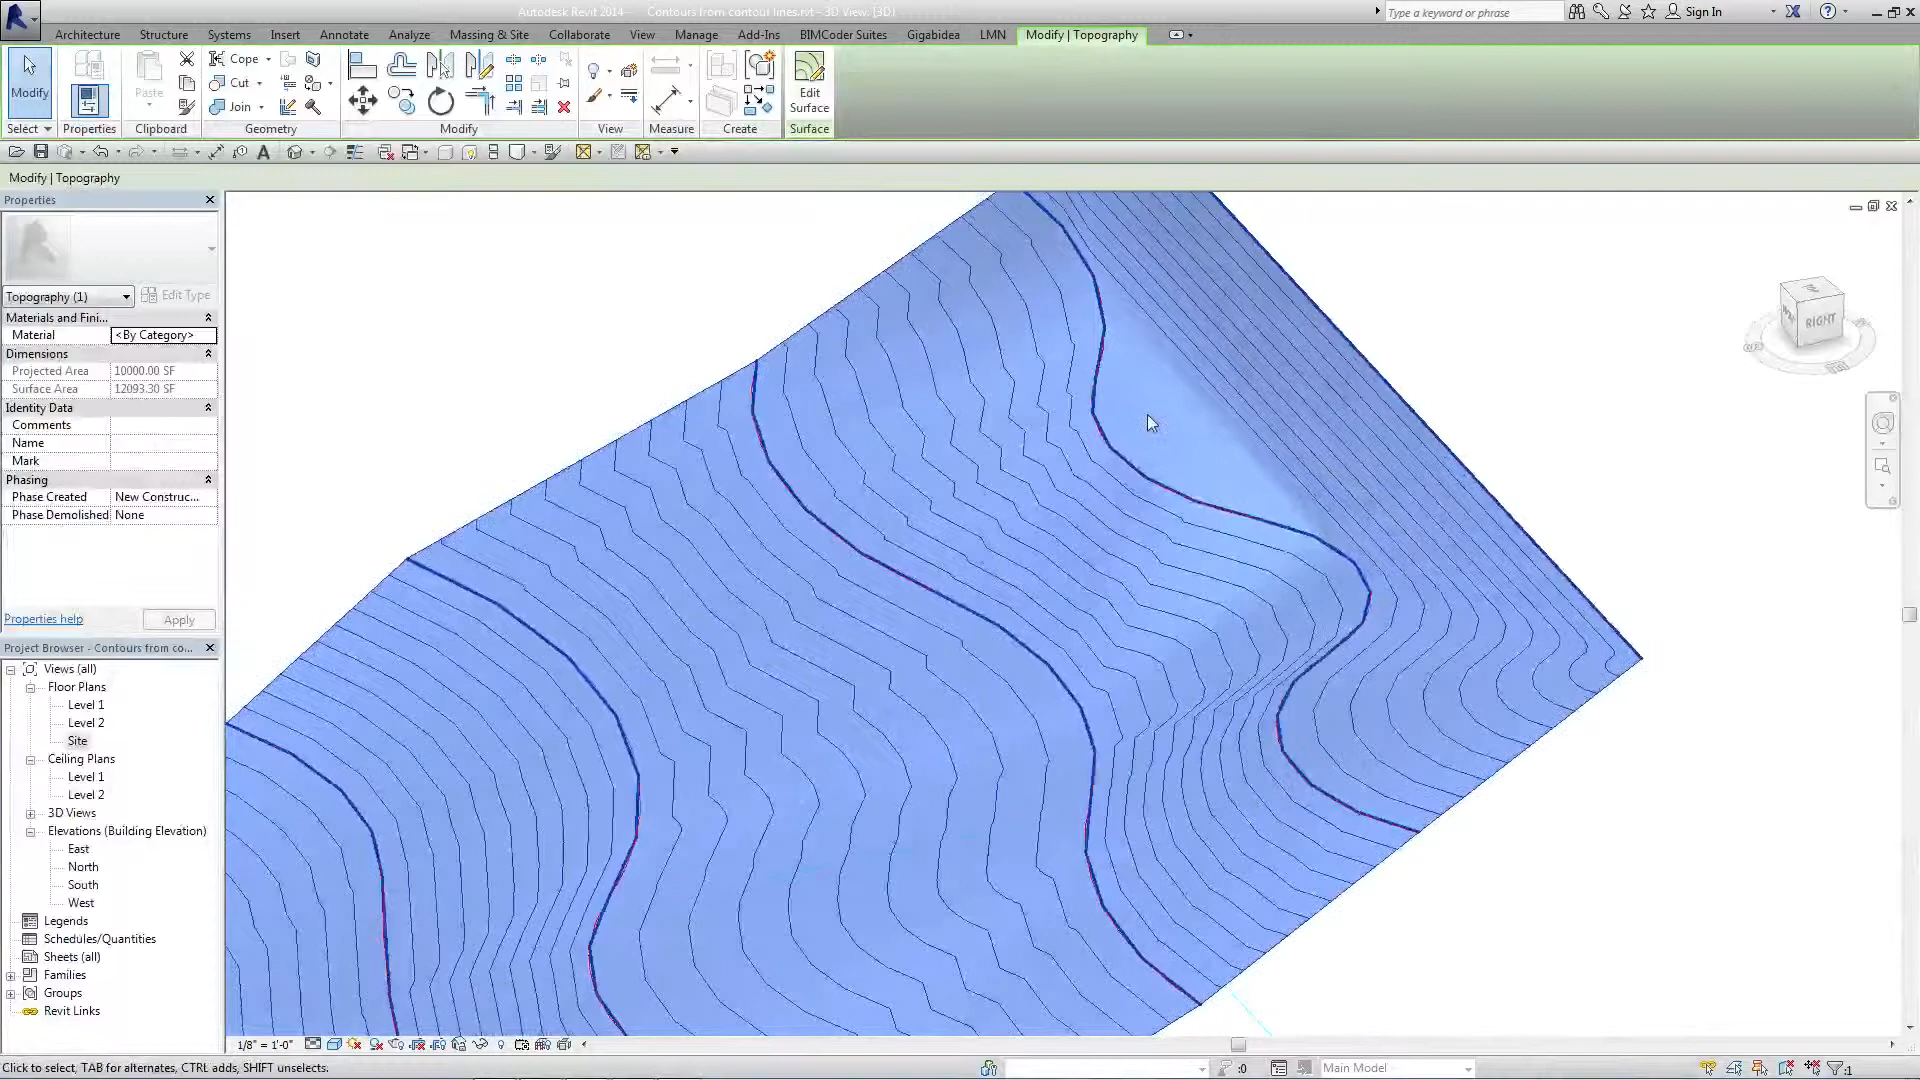 Autodesk Revit 2014 - Contours from contour lines.rvt - 3D View: {3D}
Type a keyword or phrase
Sign In
Architecture Structure Systems Insert Annotate Analyze Massing & Site Collaborate View Manage Add-Ins BIMCoder Suites Gigabidea LMN Modify | Topography
Modify
Paste
Cope
Cut
Join
Edit
Surface
Select Properties Clipboard Geometry Modify View Measure Create Surface
Modify | Topography
Properties
Topography (1)
Edit Type
Materials and Fini...
Material <By Category>
Dimensions
Projected Area 10000.00 SF
Surface Area 12093.30 SF
Identity Data
Comments
Name
Mark
Phasing
Phase Created New Construc...
Phase Demolished None
Properties help
Apply
Project Browser - Contours from co...
Views (all)
Floor Plans
Level 1
Level 2
Site
Ceiling Plans
Level 1
Level 2
3D Views
Elevations (Building Elevation)
East
North
South
West
Legends
Schedules/Quantities
Sheets (all)
Families
Groups
Revit Links
RIGHT
1/8" = 1'-0"
Click to select, TAB for alternates, CTRL adds, SHIFT unselects.
:0
Main Model
:1